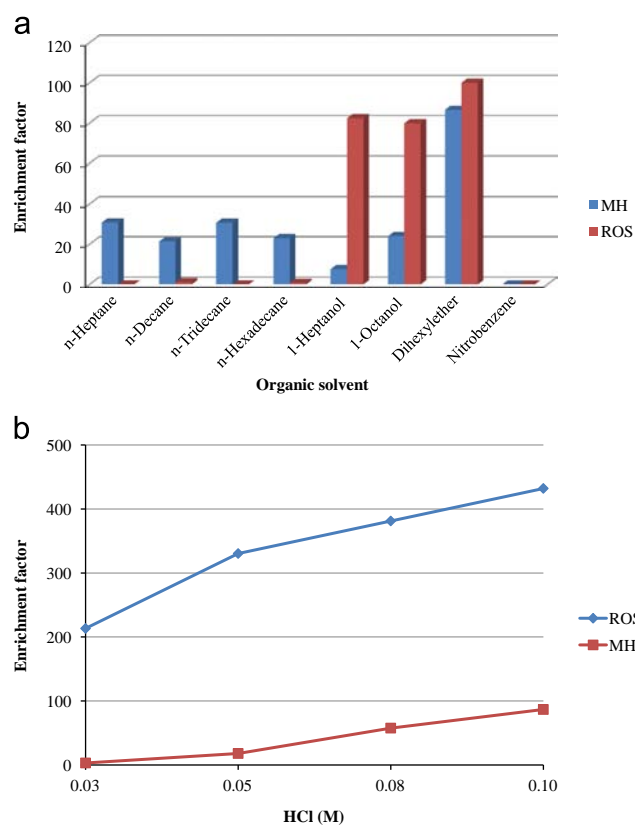 a
120
100
80
60
40
20
0
Enrichment factor
n-Heptane
n-Decane
n-Tridecane
n-Hexadecane
1-Heptanol
1-Octanol
Dihexylether
Nitrobenzene
Organic solvent
MH
ROS
b
500
400
300
200
100
0
Enrichment factor
0.03
0.05
0.08
0.10
HCl (M)
ROS
MH